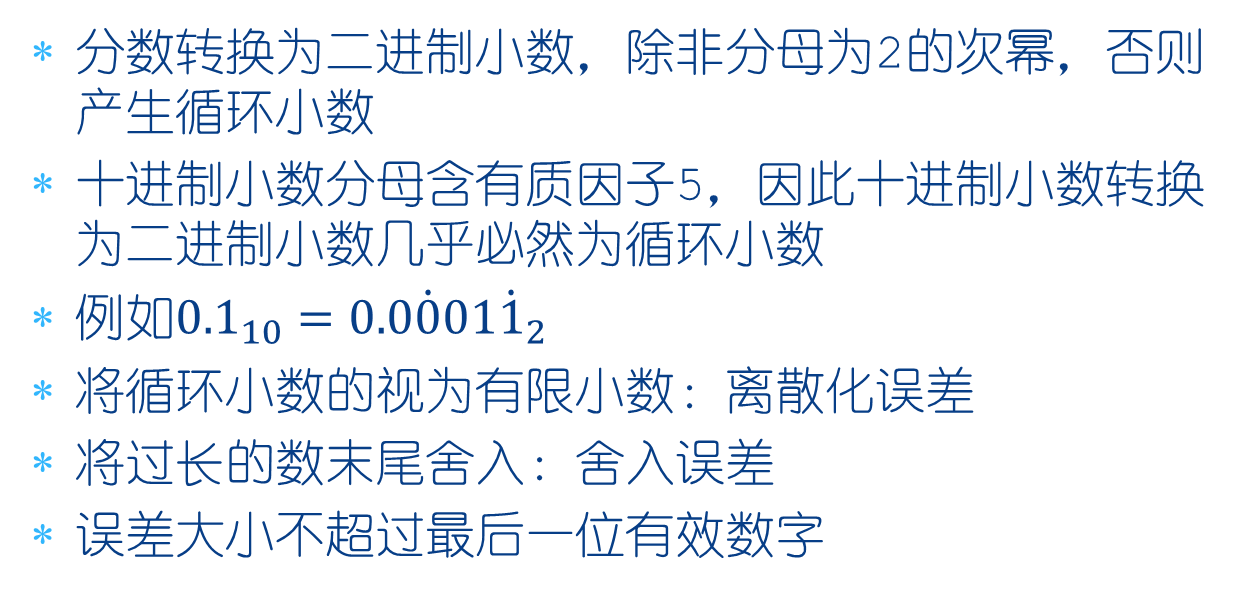 * 分数转换为二进制小数，除非分母为2的次幂，否则
产生循环小数
* 十进制小数分母含有质因子5，因此十进制小数转换
为二进制小数几乎必然为循环小数
* 例如0.1₁₀ = 0.00̇011̇₂
* 将循环小数的视为有限小数：离散化误差
* 将过长的数末尾舍入：舍入误差
* 误差大小不超过最后一位有效数字